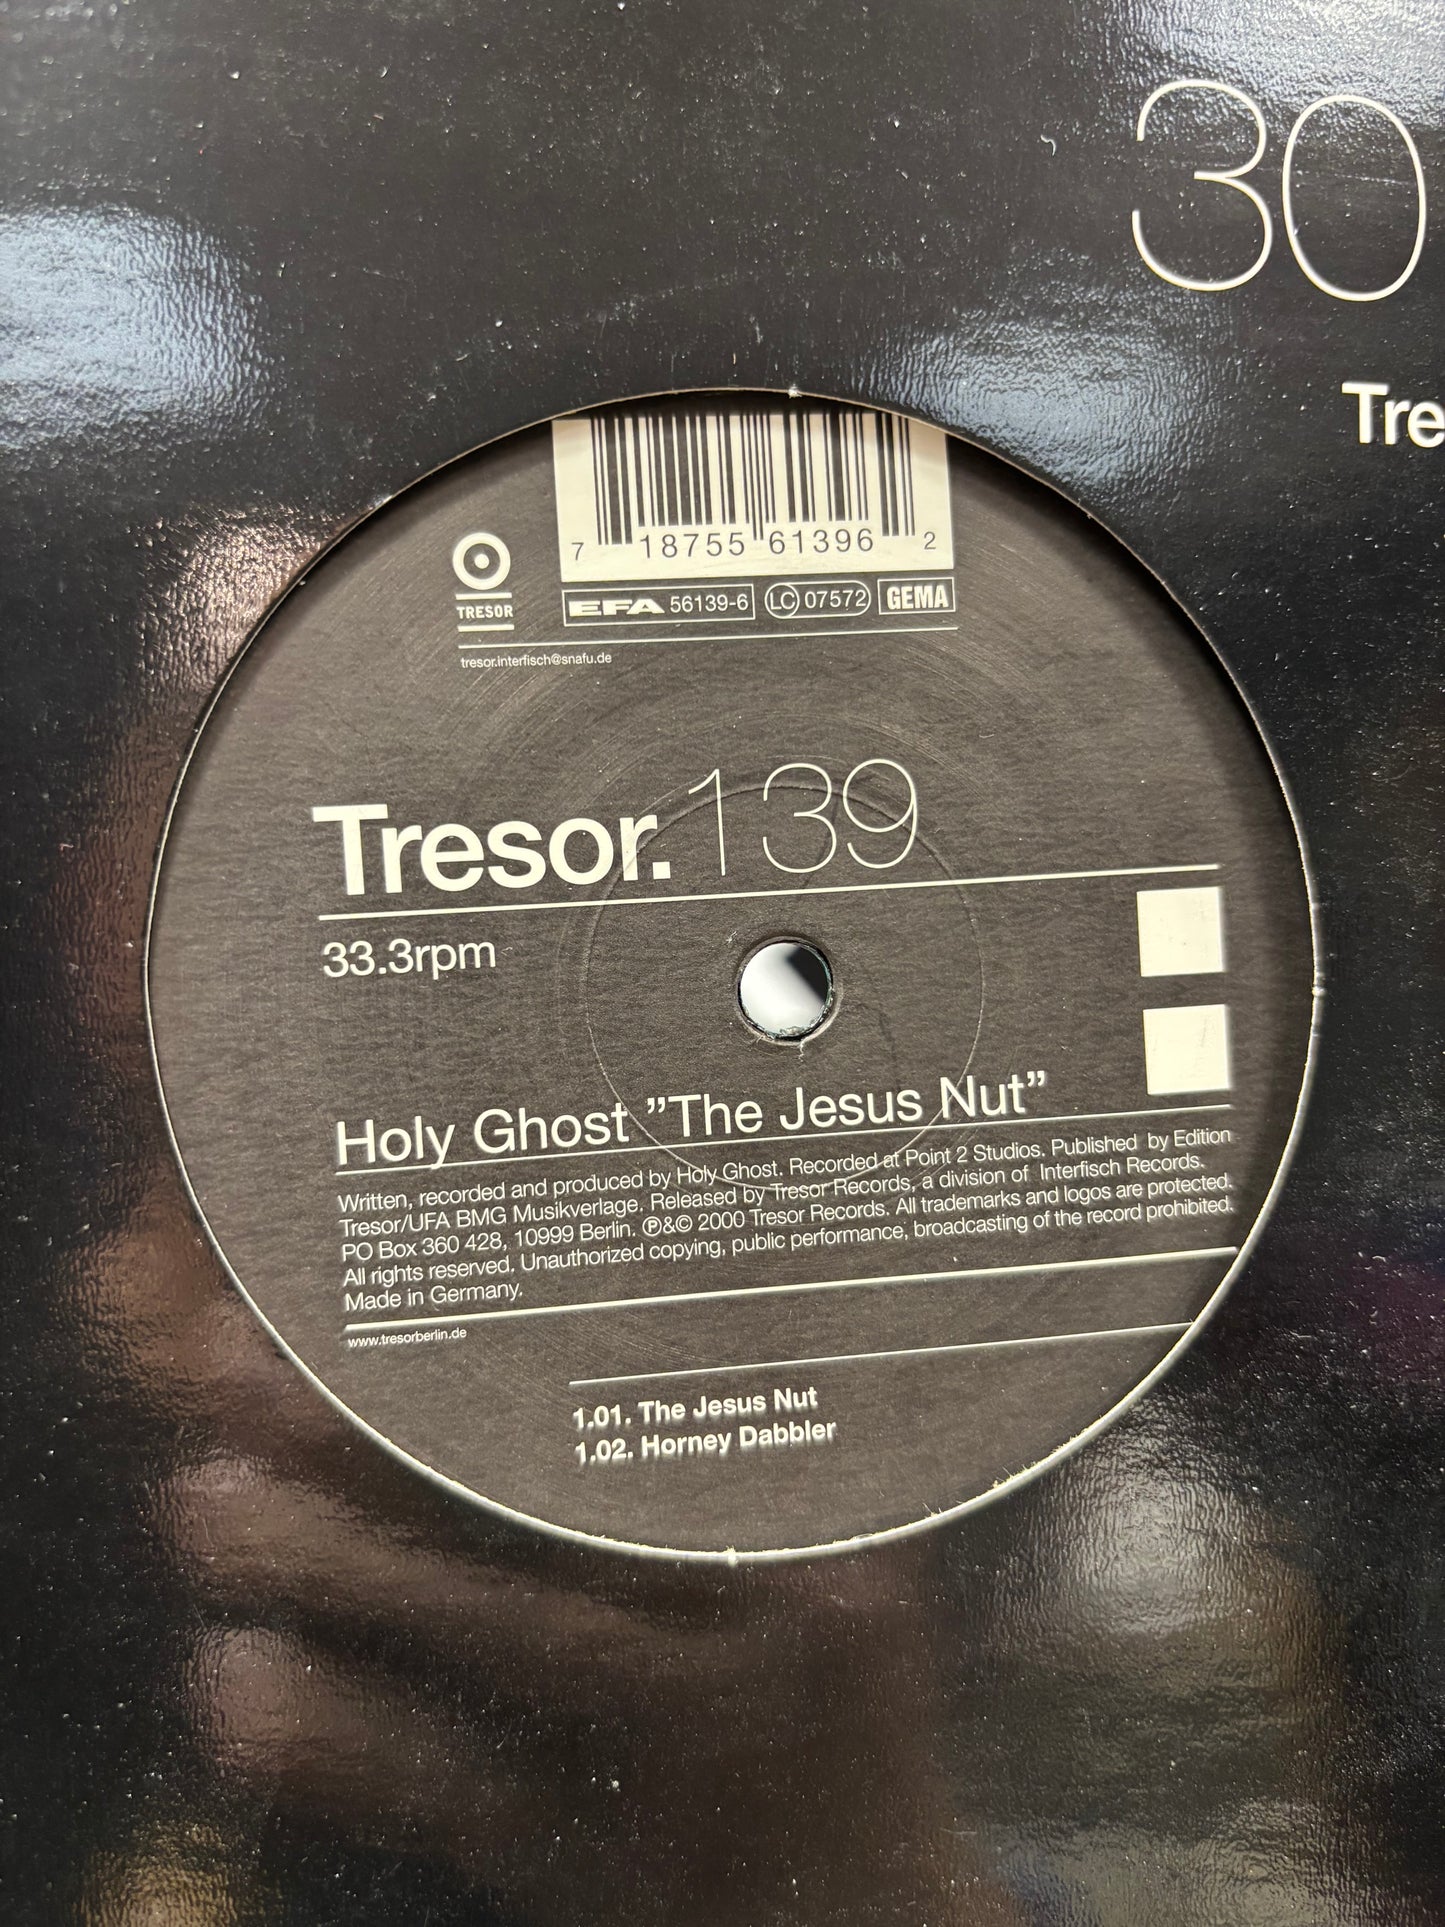 30
Tre
7 18755 61396 2
TRESOR
EFA 56139-6 LC 07572 GEMA
tresor.interfisch@snafu.de
Tresor. 139
33.3rpm
Holy Ghost ”The Jesus Nut”
Written, recorded and produced by Holy Ghost. Recorded at Point 2 Studios. Published by Edition
Tresor/UFA BMG Musikverlage. Released by Tresor Records, a division of Interfisch Records.
PO Box 360 428, 10999 Berlin. ℗&© 2000 Tresor Records. All trademarks and logos are protected.
All rights reserved. Unauthorized copying, public performance, broadcasting of the record prohibited.
Made in Germany.
www.tresorberlin.de
1.01. The Jesus Nut
1.02. Horney Dabbler